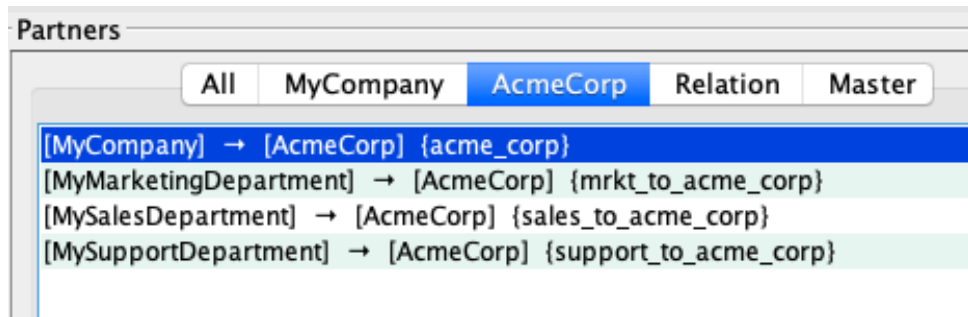 Partners
All MyCompany AcmeCorp Relation Master
[MyCompany] → [AcmeCorp] {acme_corp}
[MyMarketingDepartment] → [AcmeCorp] {mrkt_to_acme_corp}
[MySalesDepartment] → [AcmeCorp] {sales_to_acme_corp}
[MySupportDepartment] → [AcmeCorp] {support_to_acme_corp}